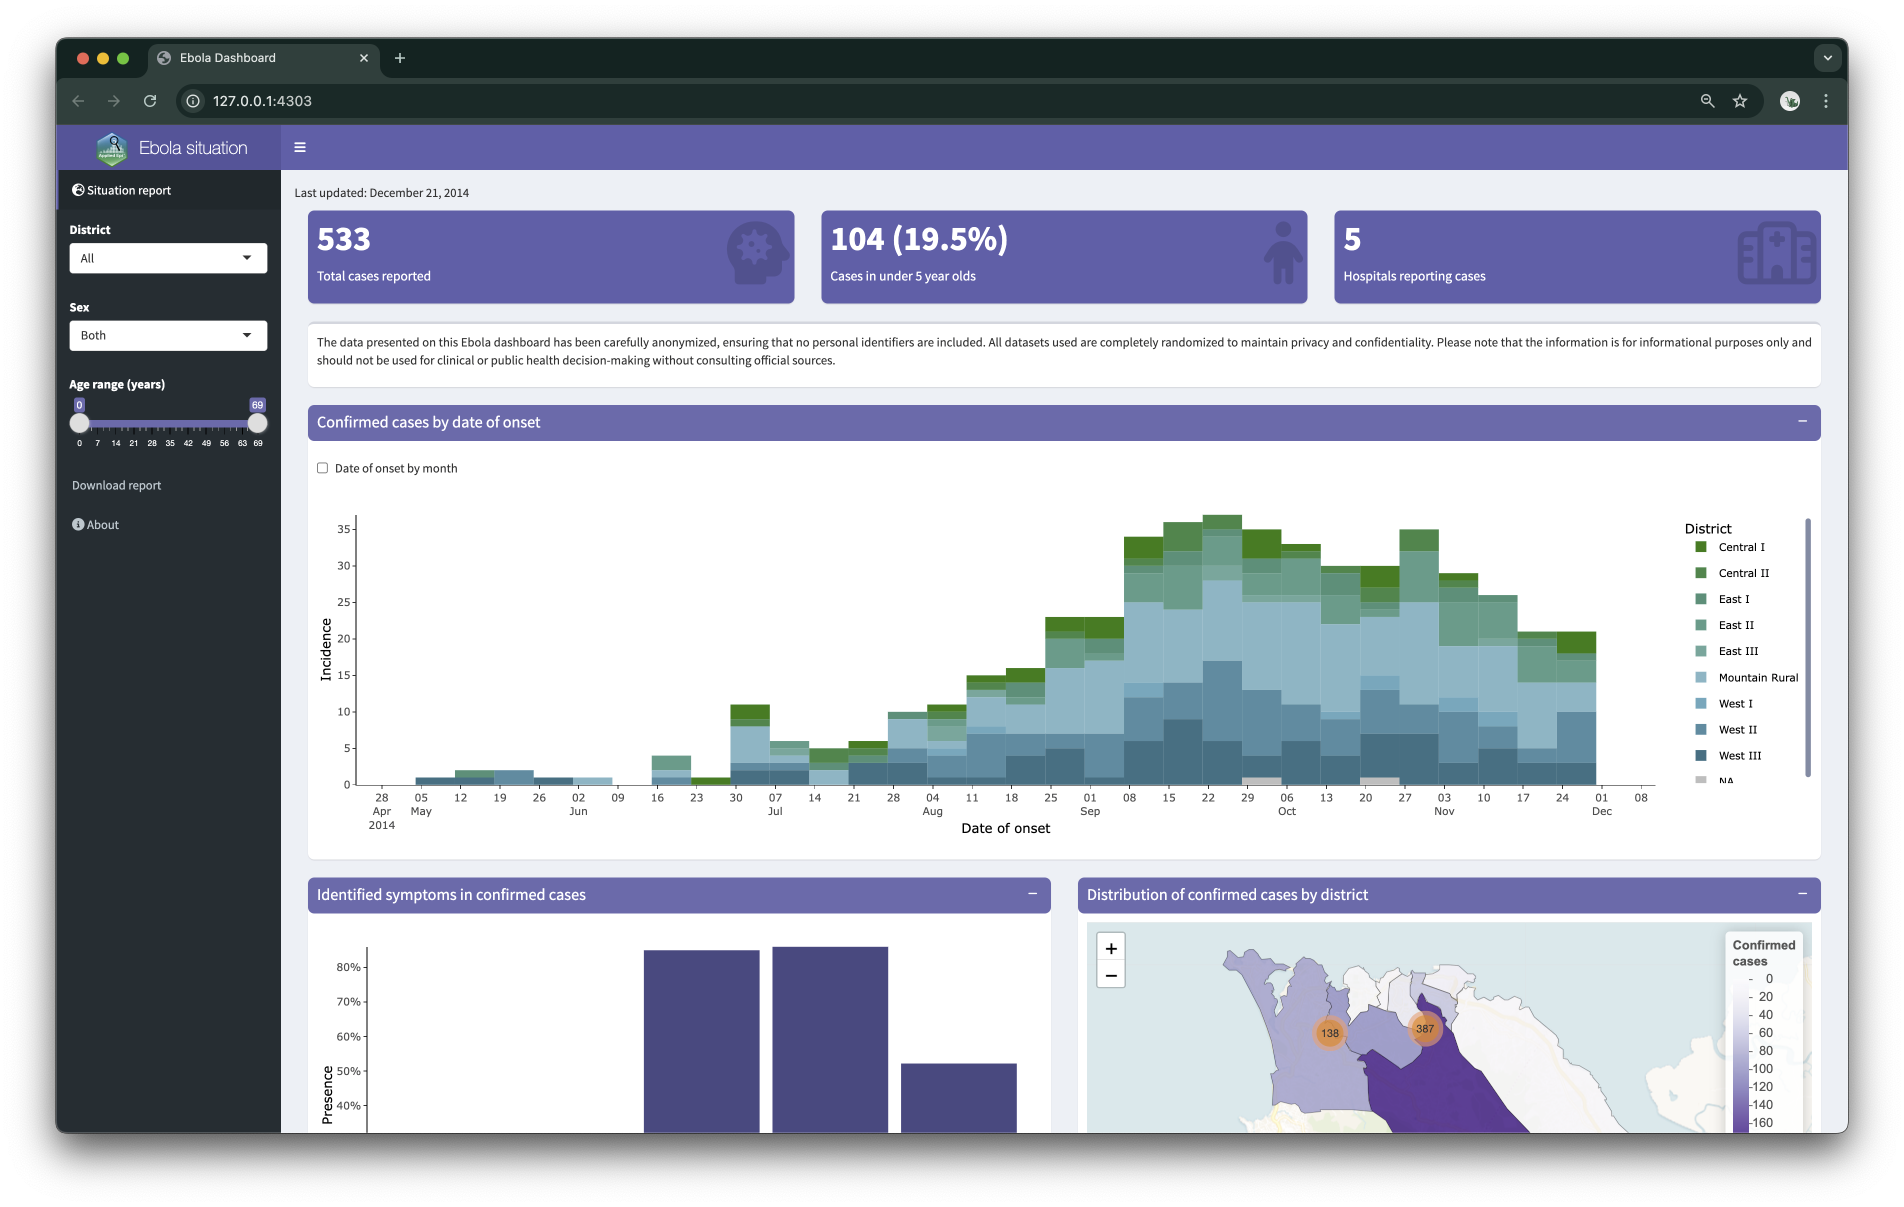 Ebola Dashboard
127.0.0.1:4303
Applied Epi
Ebola situation
Situation report
District
All
Sex
Both
Age range (years)
0 69
0 7 14 21 28 35 42 49 56 63 69
Download report
About
Last updated: December 21, 2014
533
Total cases reported
104 (19.5%)
Cases in under 5 year olds
5
Hospitals reporting cases
The data presented on this Ebola dashboard has been carefully anonymized, ensuring that no personal identifiers are included. All datasets used are completely randomized to maintain privacy and confidentiality. Please note that the information is for informational purposes only and
should not be used for clinical or public health decision-making without consulting official sources.
Confirmed cases by date of onset
Date of onset by month
Incidence
35
30
25
20
15
10
5
0
28 05 12 19 26 02 09 16 23 30 07 14 21 28 04 11 18 25 01 08 15 22 29 06 13 20 27 03 10 17 24 01 08
Apr May Jun Jul Aug Sep Oct Nov Dec
2014
Date of onset
District
Central I
Central II
East I
East II
East III
Mountain Rural
West I
West II
West III
NA
Identified symptoms in confirmed cases
Presence
80%
70%
60%
50%
40%
Distribution of confirmed cases by district
+
−
138
387
Confirmed
cases
0
20
40
60
80
100
120
140
160